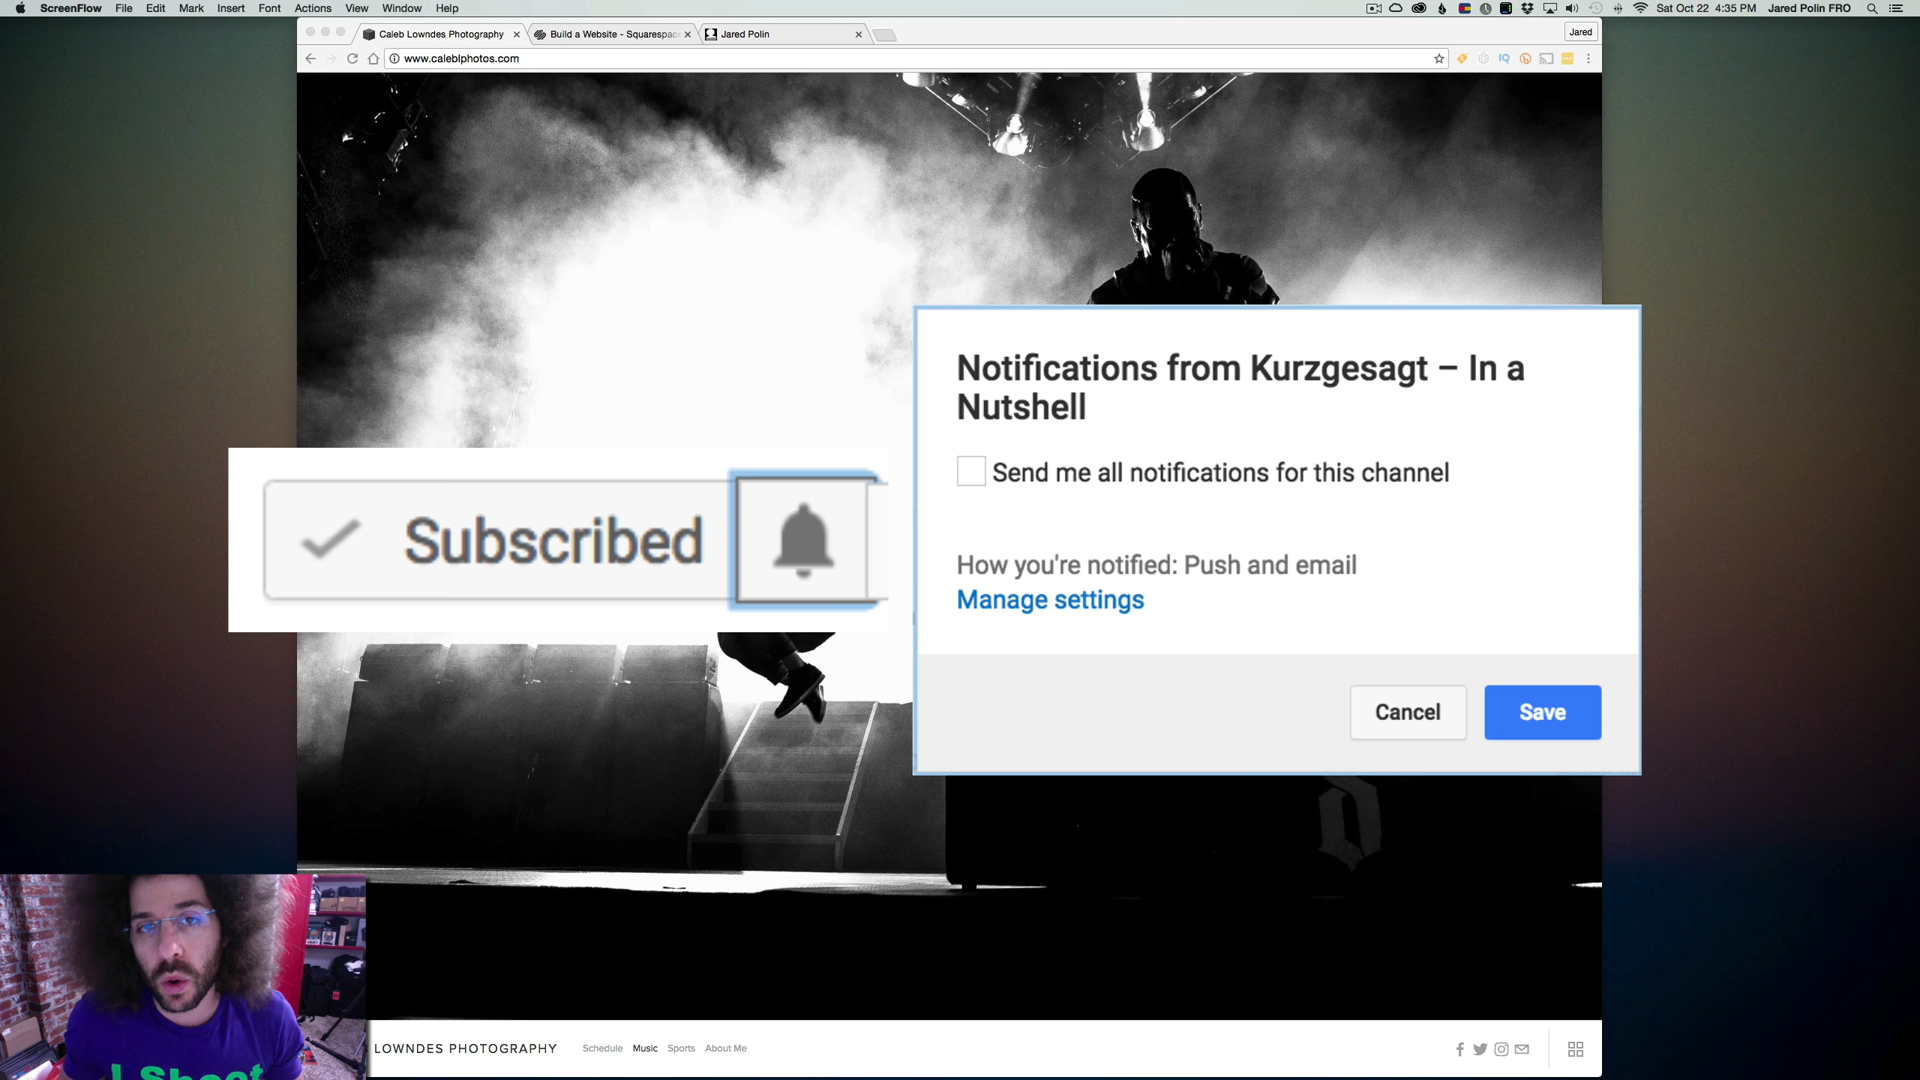 ScreenFlow File Edit Mark Insert Font Actions View Window Help
Sat Oct 22 4:35 PM Jared Polin FRO
Caleb Lowndes Photography
Build a Website - Squarespac
Jared Polin
Jared
www.caleblphotos.com
Notifications from Kurzgesagt – In a
Nutshell
Send me all notifications for this channel
Subscribed
How you're notified: Push and email
Manage settings
Cancel Save
I Shoot
LOWNDES PHOTOGRAPHY Schedule Music Sports About Me